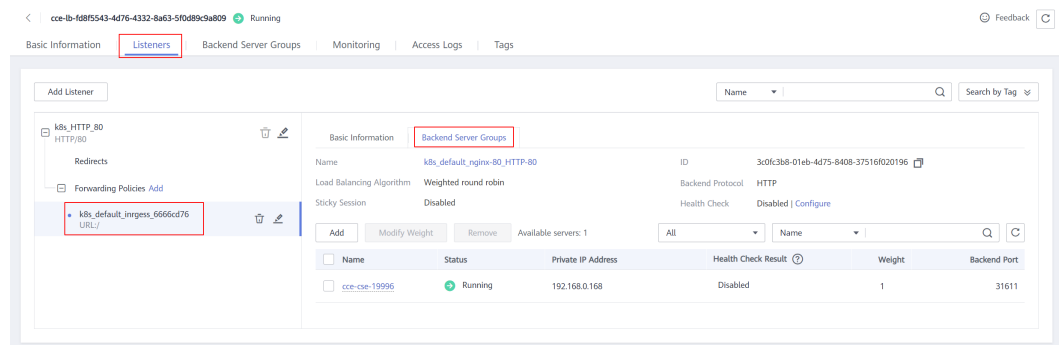 cce-lb-fd8f5543-4d76-4332-8a63-5f0d89c9a809 Running Feedback
Basic Information Listeners Backend Server Groups Monitoring Access Logs Tags
Add Listener Name Search by Tag
k8s_HTTP_80
HTTP/80
Redirects
Forwarding Policies Add
k8s_default_inrgess_6666cd76
URL:/
Basic Information Backend Server Groups
Name k8s_default_nginx-80_HTTP-80 ID 3c0fc3b8-01eb-4d75-8408-37516f020196
Load Balancing Algorithm Weighted round robin Backend Protocol HTTP
Sticky Session Disabled Health Check Disabled | Configure
Add Modify Weight Remove Available servers: 1 All Name
Name Status Private IP Address Health Check Result ? Weight Backend Port
cce-cse-19996 Running 192.168.0.168 Disabled 1 31611